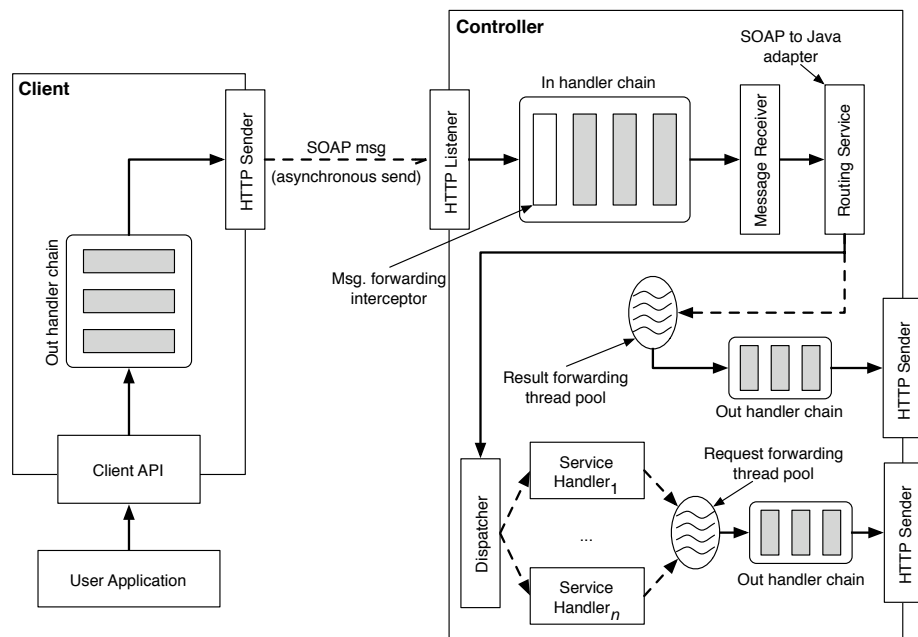 Client
Out handler chain
HTTP Sender
Client API
User Application
SOAP msg
(asynchronous send)
Controller
HTTP Listener
In handler chain
Msg. forwarding
interceptor
Message Receiver
SOAP to Java
adapter
Routing Service
Result forwarding
thread pool
Out handler chain
HTTP Sender
Dispatcher
Service
Handler1
...
Service
Handlern
Request forwarding
thread pool
Out handler chain
HTTP Sender